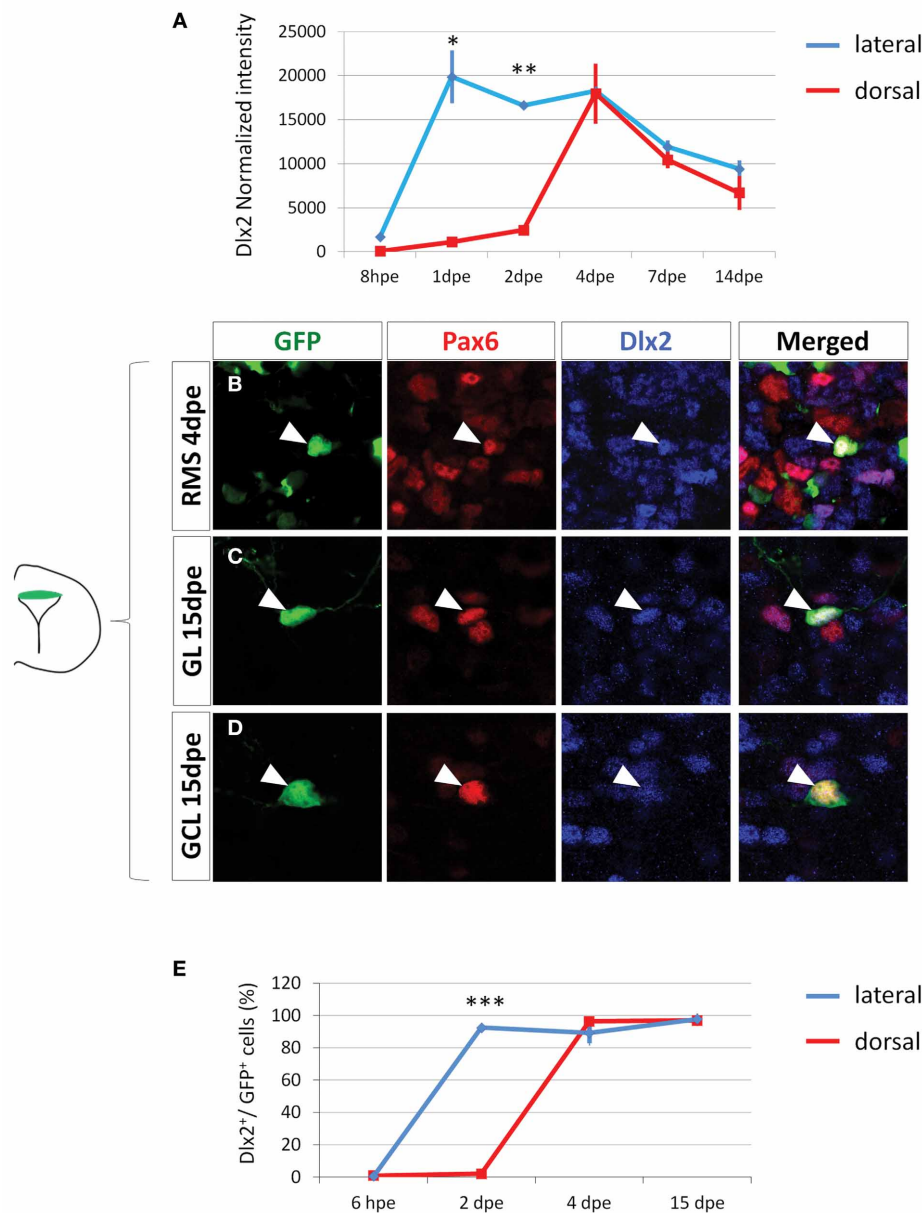 A
Dlx2 Normalized intensity
25000
20000
15000
10000
5000
0
*
**
8hpe 1dpe 2dpe 4dpe 7dpe 14dpe
lateral
dorsal
GFP Pax6 Dlx2 Merged
RMS 4dpe
B
GL 15dpe
C
GCL 15dpe
D
E
Dlx2⁺/ GFP⁺ cells (%)
120
100
80
60
40
20
0
***
6 hpe 2 dpe 4 dpe 15 dpe
lateral
dorsal